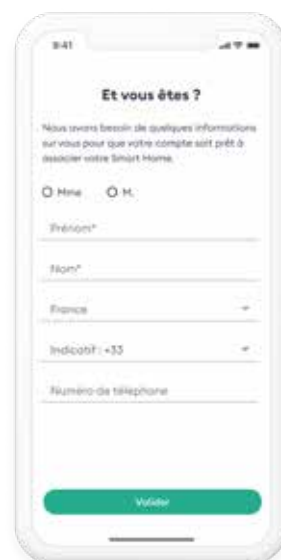 9:41
Et vous êtes ?
Nous avons besoin de quelques informations
sur vous pour que votre compte soit prêt à
associer votre Smart Home.
Mme M.
Prénom*
Nom*
France
Indicatif : +33
Numéro de téléphone
Valider